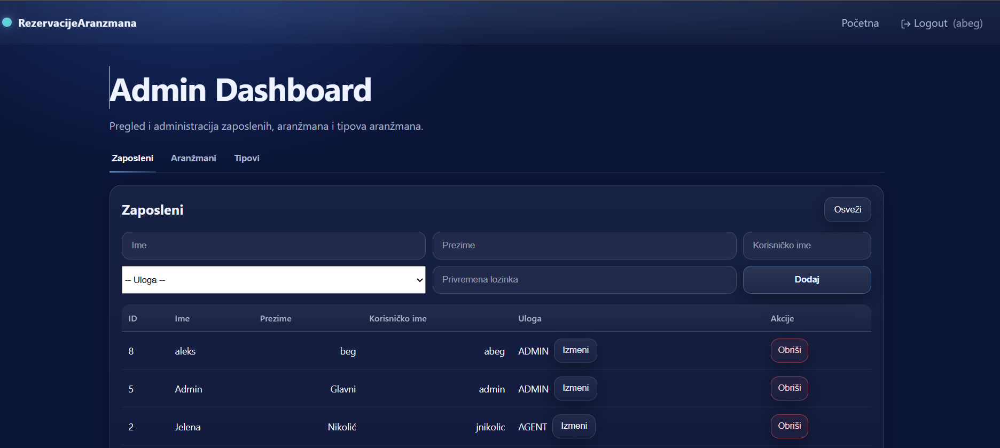 RezervacijeAranzmana Početna Logout (abeg)
Admin Dashboard
Pregled i administracija zaposlenih, aranžmana i tipova aranžmana.
Zaposleni Aranžmani Tipovi
Zaposleni Osveži
Ime Prezime Korisničko ime
-- Uloga -- Privremena lozinka Dodaj
ID Ime Prezime Korisničko ime Uloga Akcije
8 aleks beg abeg ADMIN Izmeni Obriši
5 Admin Glavni admin ADMIN Izmeni Obriši
2 Jelena Nikolić jnikolic AGENT Izmeni Obriši